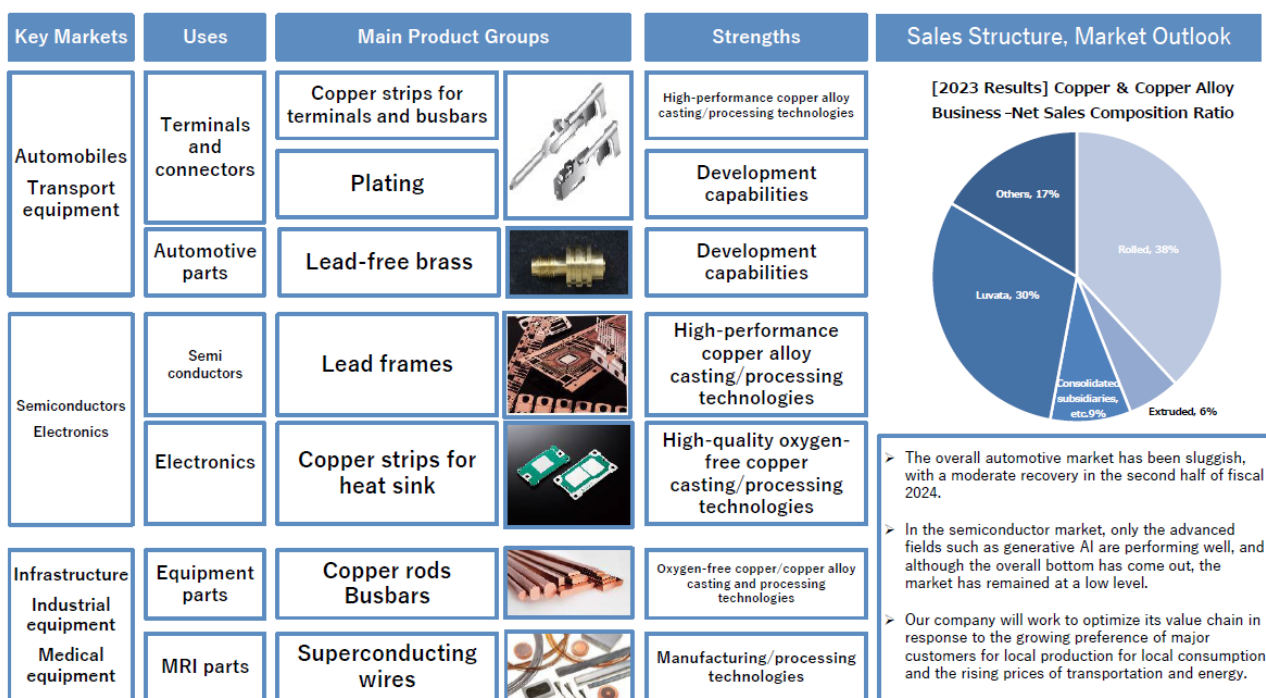 Key Markets
Uses
Main Product Groups
Strengths
Sales Structure, Market Outlook
Automobiles
Transport
equipment
Terminals
and
connectors
Copper strips for
terminals and busbars
High-performance copper alloy
casting/processing technologies
Plating
Development
capabilities
Automotive
parts
Lead-free brass
Development
capabilities
Semiconductors
Electronics
Semi
conductors
Lead frames
High-performance
copper alloy
casting/processing
technologies
Electronics
Copper strips for
heat sink
High-quality oxygen-
free copper
casting/processing
technologies
Infrastructure
Industrial
equipment
Medical
equipment
Equipment
parts
Copper rods
Busbars
Oxygen-free copper/copper alloy
casting and processing
technologies
MRI parts
Superconducting
wires
Manufacturing/processing
technologies
[2023 Results] Copper & Copper Alloy
Business –Net Sales Composition Ratio
Others, 17%
Rolled, 38%
Luvata, 30%
Consolidated
subsidiaries,
etc.9%
Extruded, 6%
➢ The overall automotive market has been sluggish,
with a moderate recovery in the second half of fiscal
2024.
➢ In the semiconductor market, only the advanced
fields such as generative AI are performing well, and
although the overall bottom has come out, the
market has remained at a low level.
➢ Our company will work to optimize its value chain in
response to the growing preference of major
customers for local production for local consumption
and the rising prices of transportation and energy.